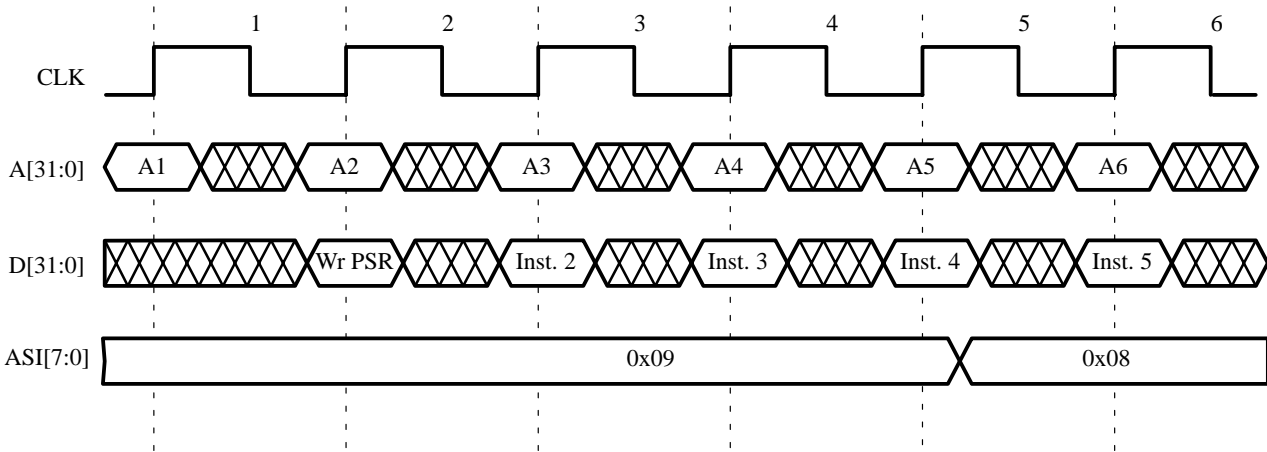 1 2 3 4 5 6
CLK
A[31:0] A1 A2 A3 A4 A5 A6
D[31:0] Wr PSR Inst. 2 Inst. 3 Inst. 4 Inst. 5
ASI[7:0] 0x09 0x08